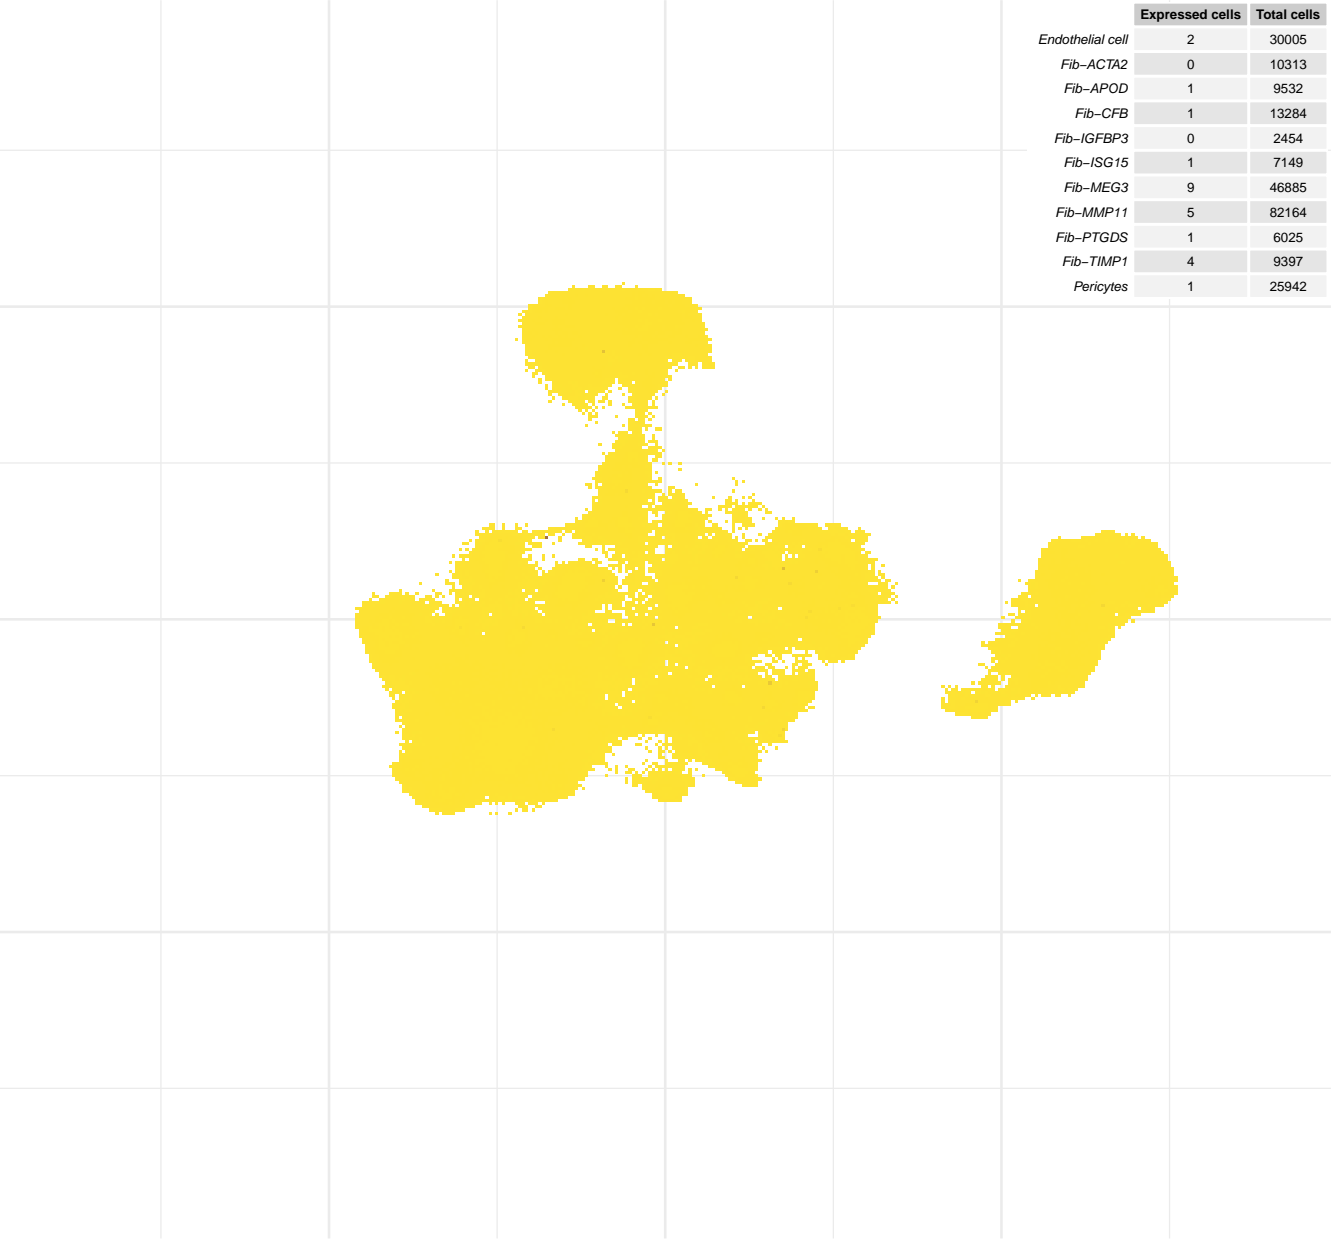 Expressed cells Total cells
Endothelial cell 2 30005
Fib−ACTA2 0 10313
Fib−APOD 1 9532
Fib−CFB 1 13284
Fib−IGFBP3 0 2454
Fib−ISG15 1 7149
Fib−MEG3 9 46885
Fib−MMP11 5 82164
Fib−PTGDS 1 6025
Fib−TIMP1 4 9397
Pericytes 1 25942